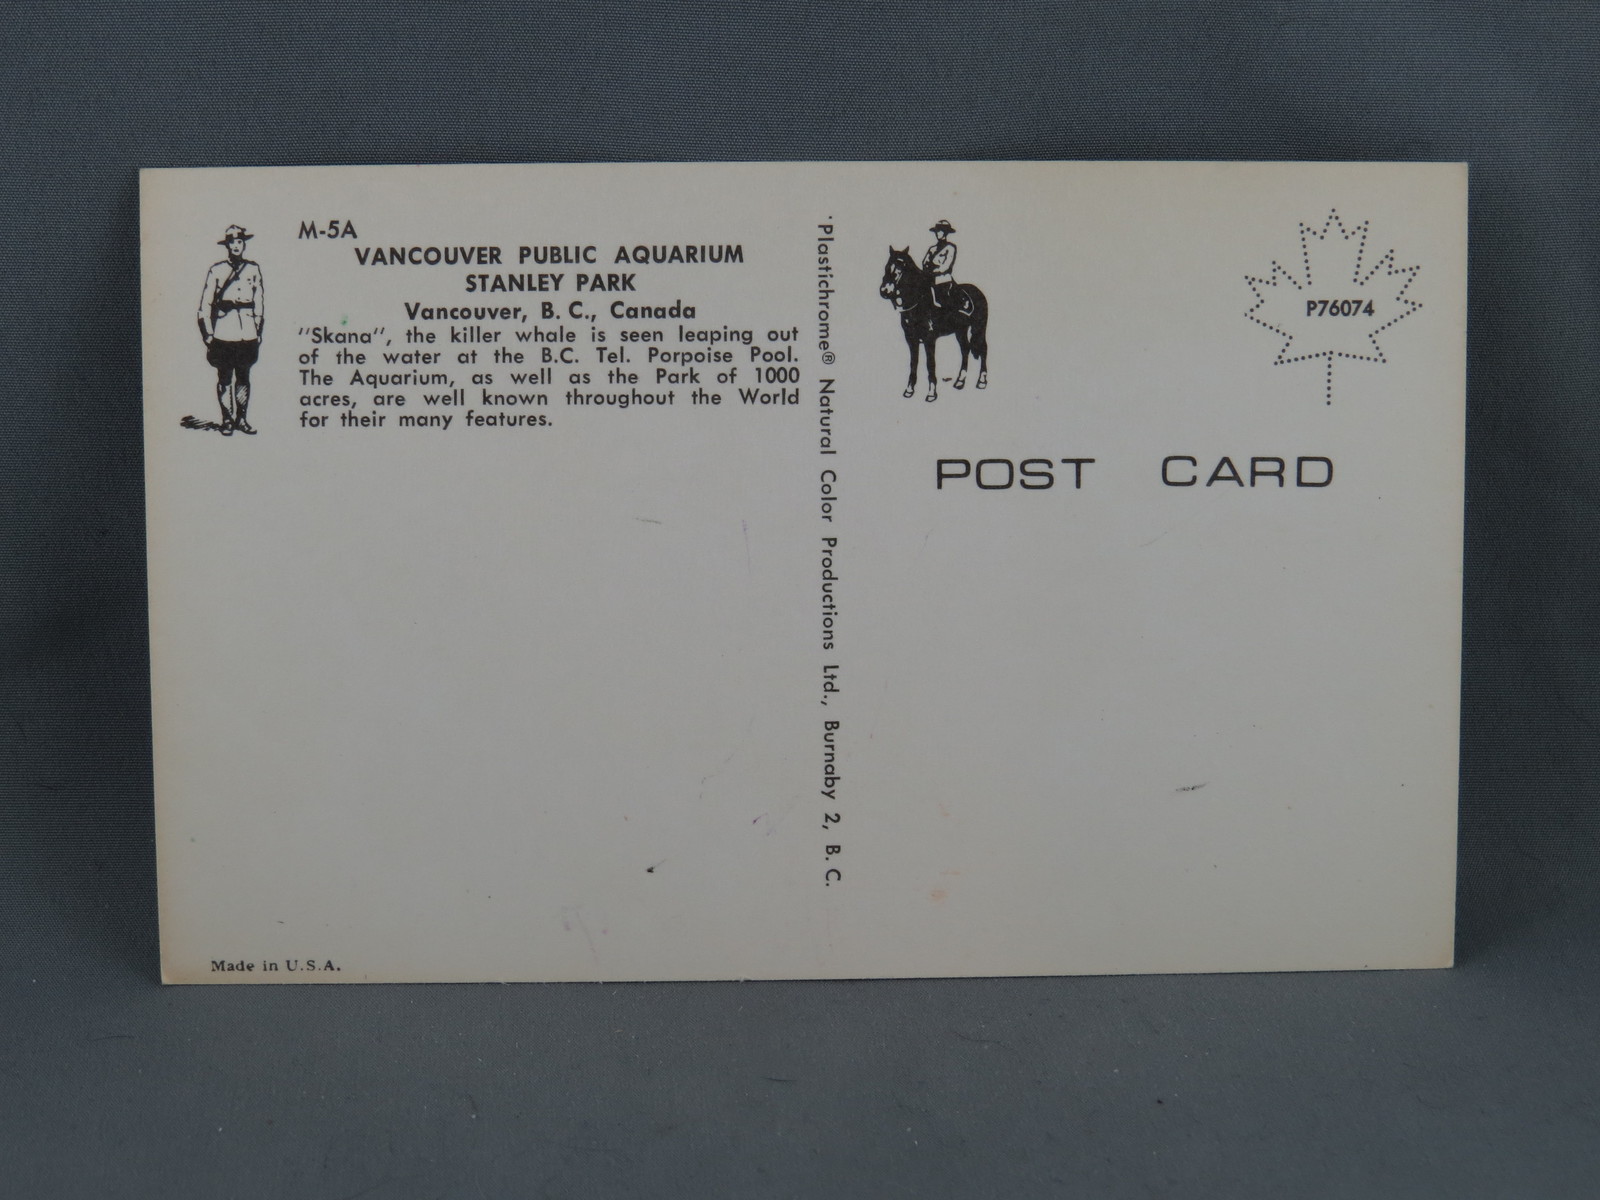 M-5A
VANCOUVER PUBLIC AQUARIUM
STANLEY PARK
Vancouver, B. C., Canada
"Skana", the killer whale is seen leaping out
of the water at the B.C. Tel. Porpoise Pool.
The Aquarium, as well as the Park of 1000
acres, are well known throughout the World
for their many features.
Made in U.S.A.
Plastichrome® Natural Color Productions Ltd., Burnaby 2, B. C.
P76074
POST CARD